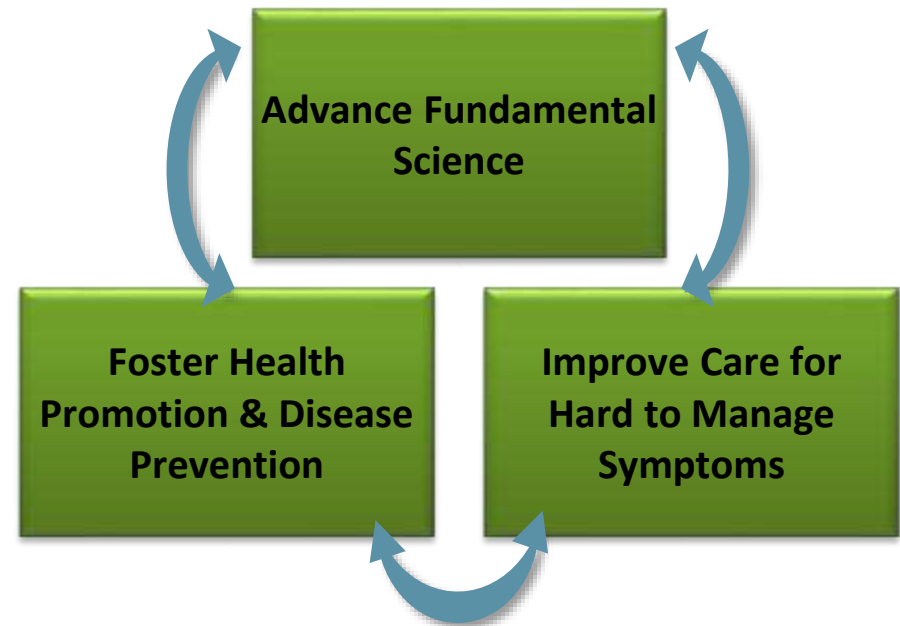 Advance Fundamental
Science
Foster Health
Promotion & Disease
Prevention
Improve Care for
Hard to Manage
Symptoms